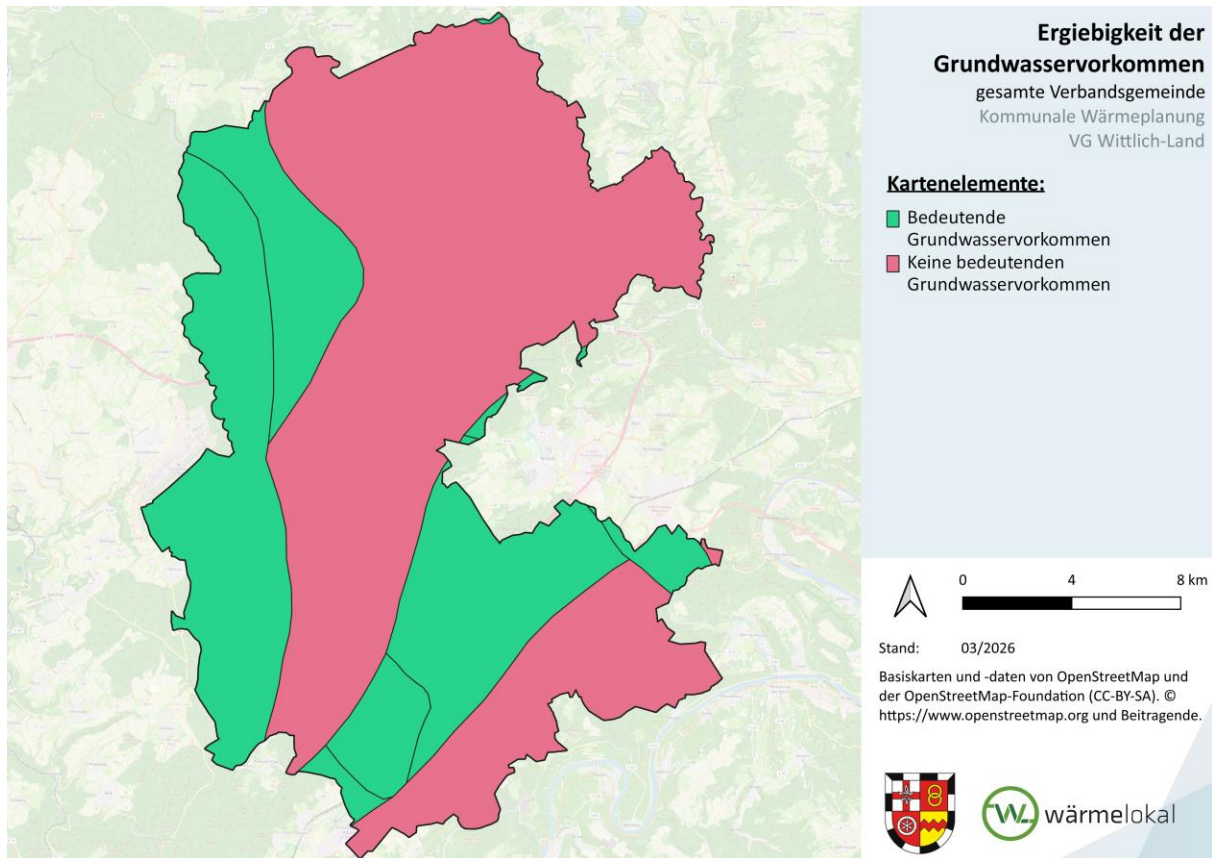 Ergiebigkeit der
Grundwasservorkommen
gesamte Verbandsgemeinde
Kommunale Wärmeplanung
VG Wittlich-Land
Kartenelemente:
Bedeutende
Grundwasservorkommen
Keine bedeutenden
Grundwasservorkommen
0 4 8 km
Stand: 03/2026
Basiskarten und -daten von OpenStreetMap und
der OpenStreetMap-Foundation (CC-BY-SA). ©
https://www.openstreetmap.org und Beitragende.
wärmelokal